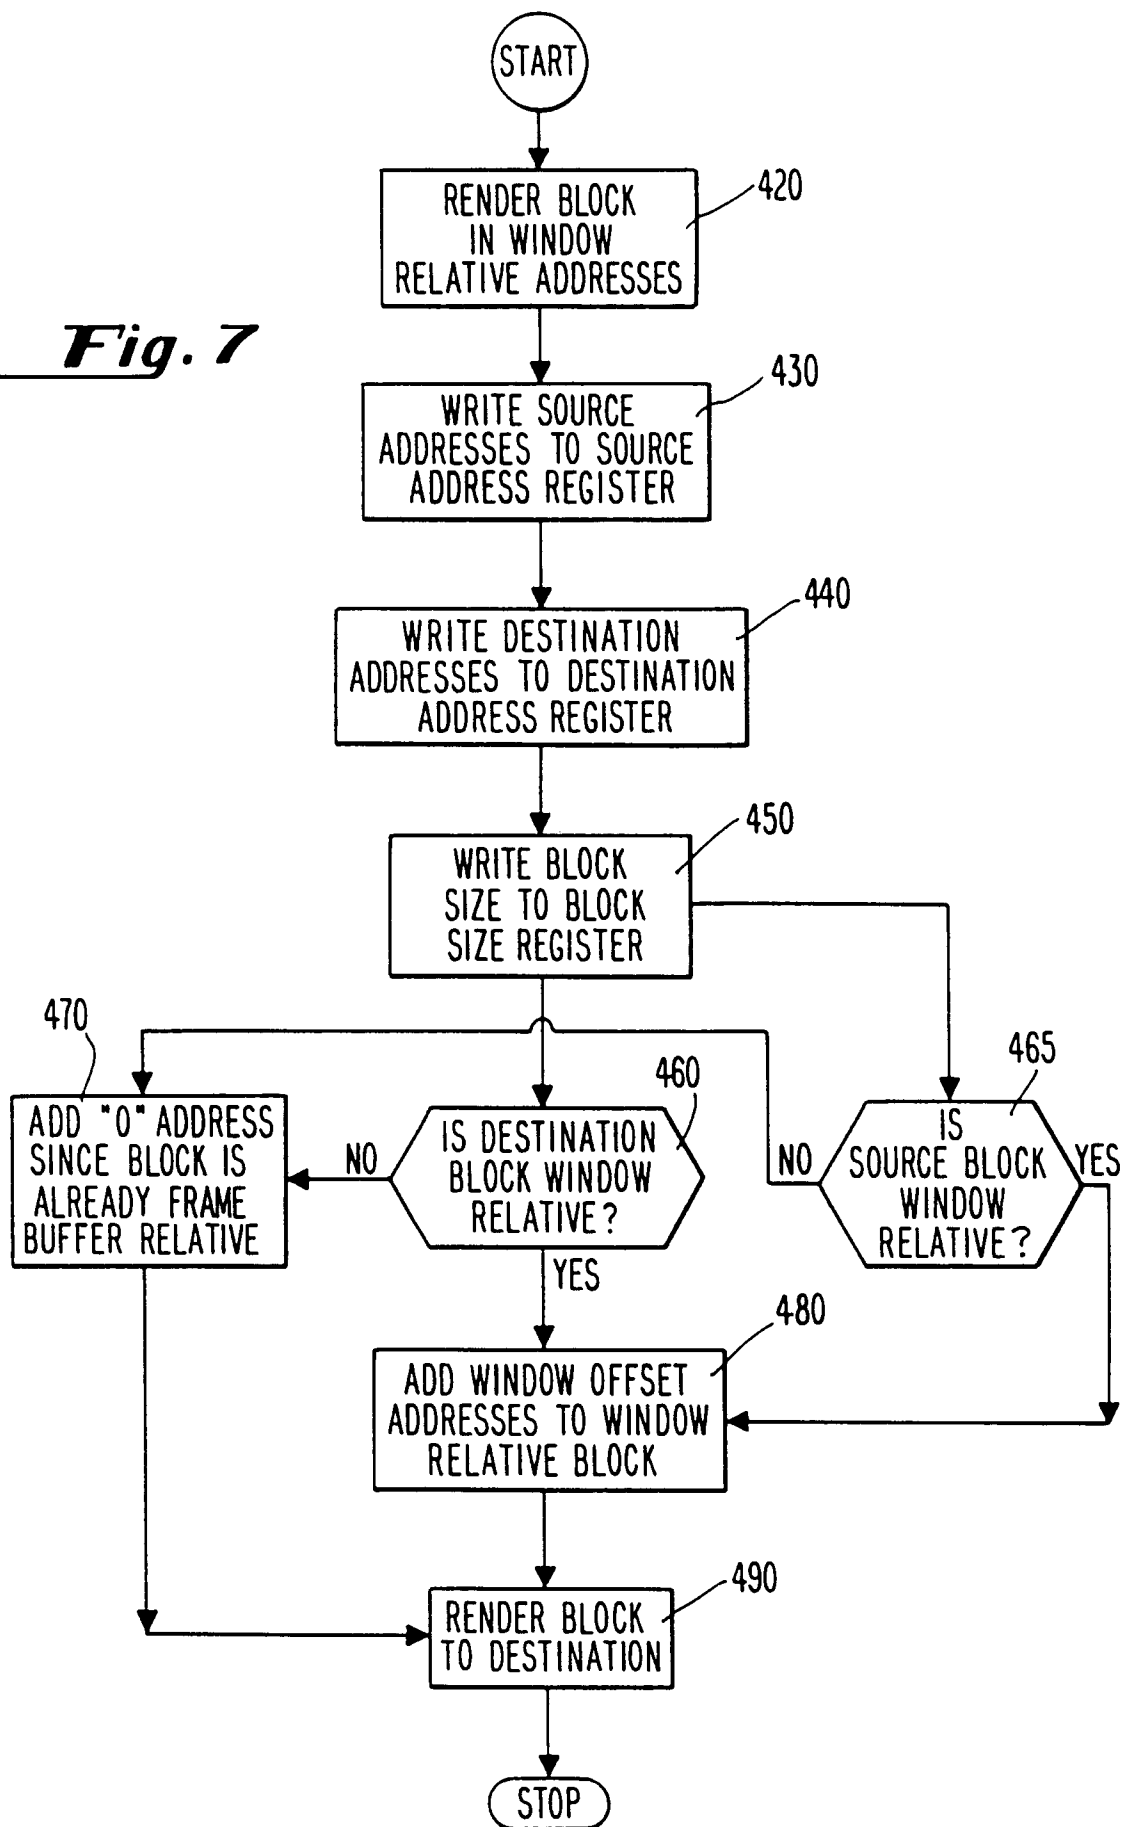 START
RENDER BLOCK
IN WINDOW
RELATIVE ADDRESSES
420
Fig. 7
WRITE SOURCE
ADDRESSES TO SOURCE
ADDRESS REGISTER
430
WRITE DESTINATION
ADDRESSES TO DESTINATION
ADDRESS REGISTER
440
WRITE BLOCK
SIZE TO BLOCK
SIZE REGISTER
450
470
ADD "0" ADDRESS
SINCE BLOCK IS
ALREADY FRAME
BUFFER RELATIVE
NO
460
IS DESTINATION
BLOCK WINDOW
RELATIVE?
YES
465
NO
IS
SOURCE BLOCK
WINDOW
RELATIVE?
YES
480
ADD WINDOW OFFSET
ADDRESSES TO WINDOW
RELATIVE BLOCK
490
RENDER BLOCK
TO DESTINATION
STOP